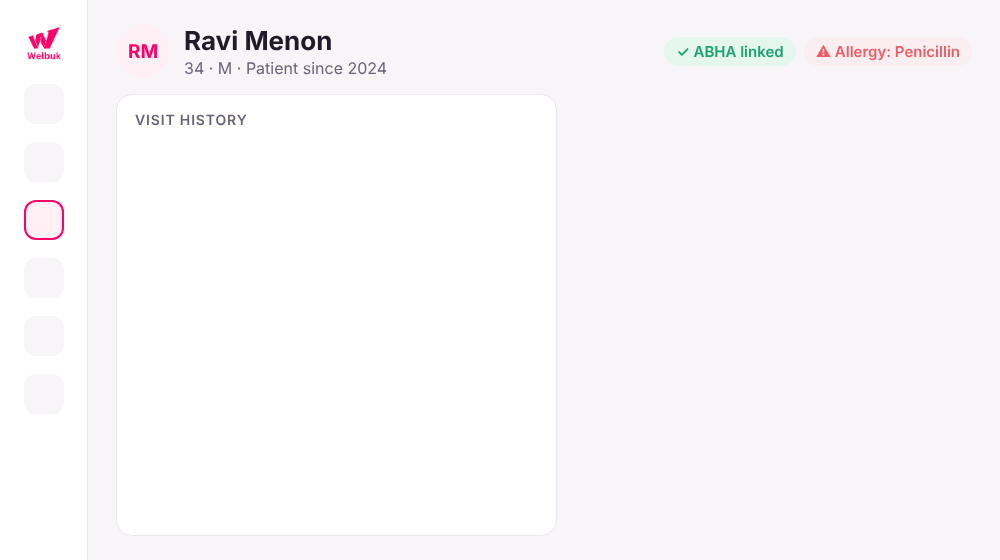 Welbuk
RM
Ravi Menon
34 · M · Patient since 2024
✓ ABHA linked
⚠ Allergy: Penicillin
VISIT HISTORY